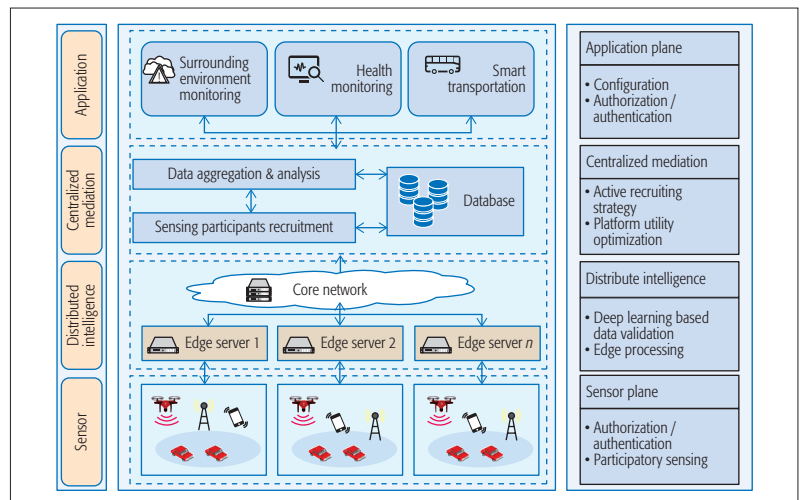 Application
Surrounding
environment
monitoring
Health
monitoring
Smart
transportation
Application plane
• Configuration
• Authorization /
authentication
Centralized
mediation
Data aggregation & analysis
Sensing participants recruitment
Database
Centralized mediation
• Active recruiting
strategy
• Platform utility
optimization
Distributed
intelligence
Core network
Edge server 1
Edge server 2
Edge server n
Distribute intelligence
• Deep learning based
data validation
• Edge processing
Sensor
Sensor plane
• Authorization /
authentication
• Participatory sensing